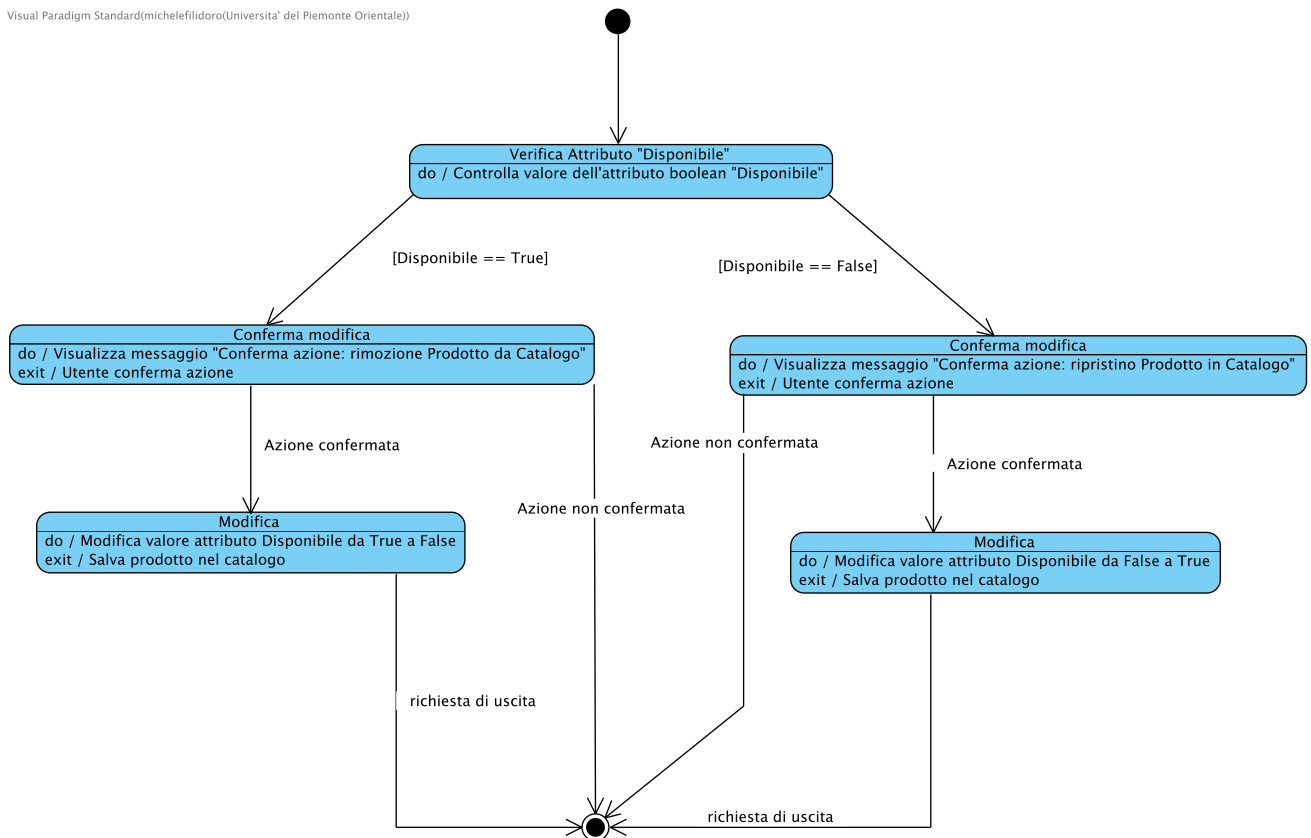 Visual Paradigm Standard(michelefilidoro(Universita' del Piemonte Orientale))
Verifica Attributo "Disponibile"
do / Controlla valore dell'attributo boolean "Disponibile"
[Disponibile == True]
[Disponibile == False]
Conferma modifica
do / Visualizza messaggio "Conferma azione: rimozione Prodotto da Catalogo"
exit / Utente conferma azione
Conferma modifica
do / Visualizza messaggio "Conferma azione: ripristino Prodotto in Catalogo"
exit / Utente conferma azione
Azione confermata
Azione non confermata
Azione non confermata
Azione confermata
Modifica
do / Modifica valore attributo Disponibile da True a False
exit / Salva prodotto nel catalogo
Modifica
do / Modifica valore attributo Disponibile da False a True
exit / Salva prodotto nel catalogo
richiesta di uscita
richiesta di uscita